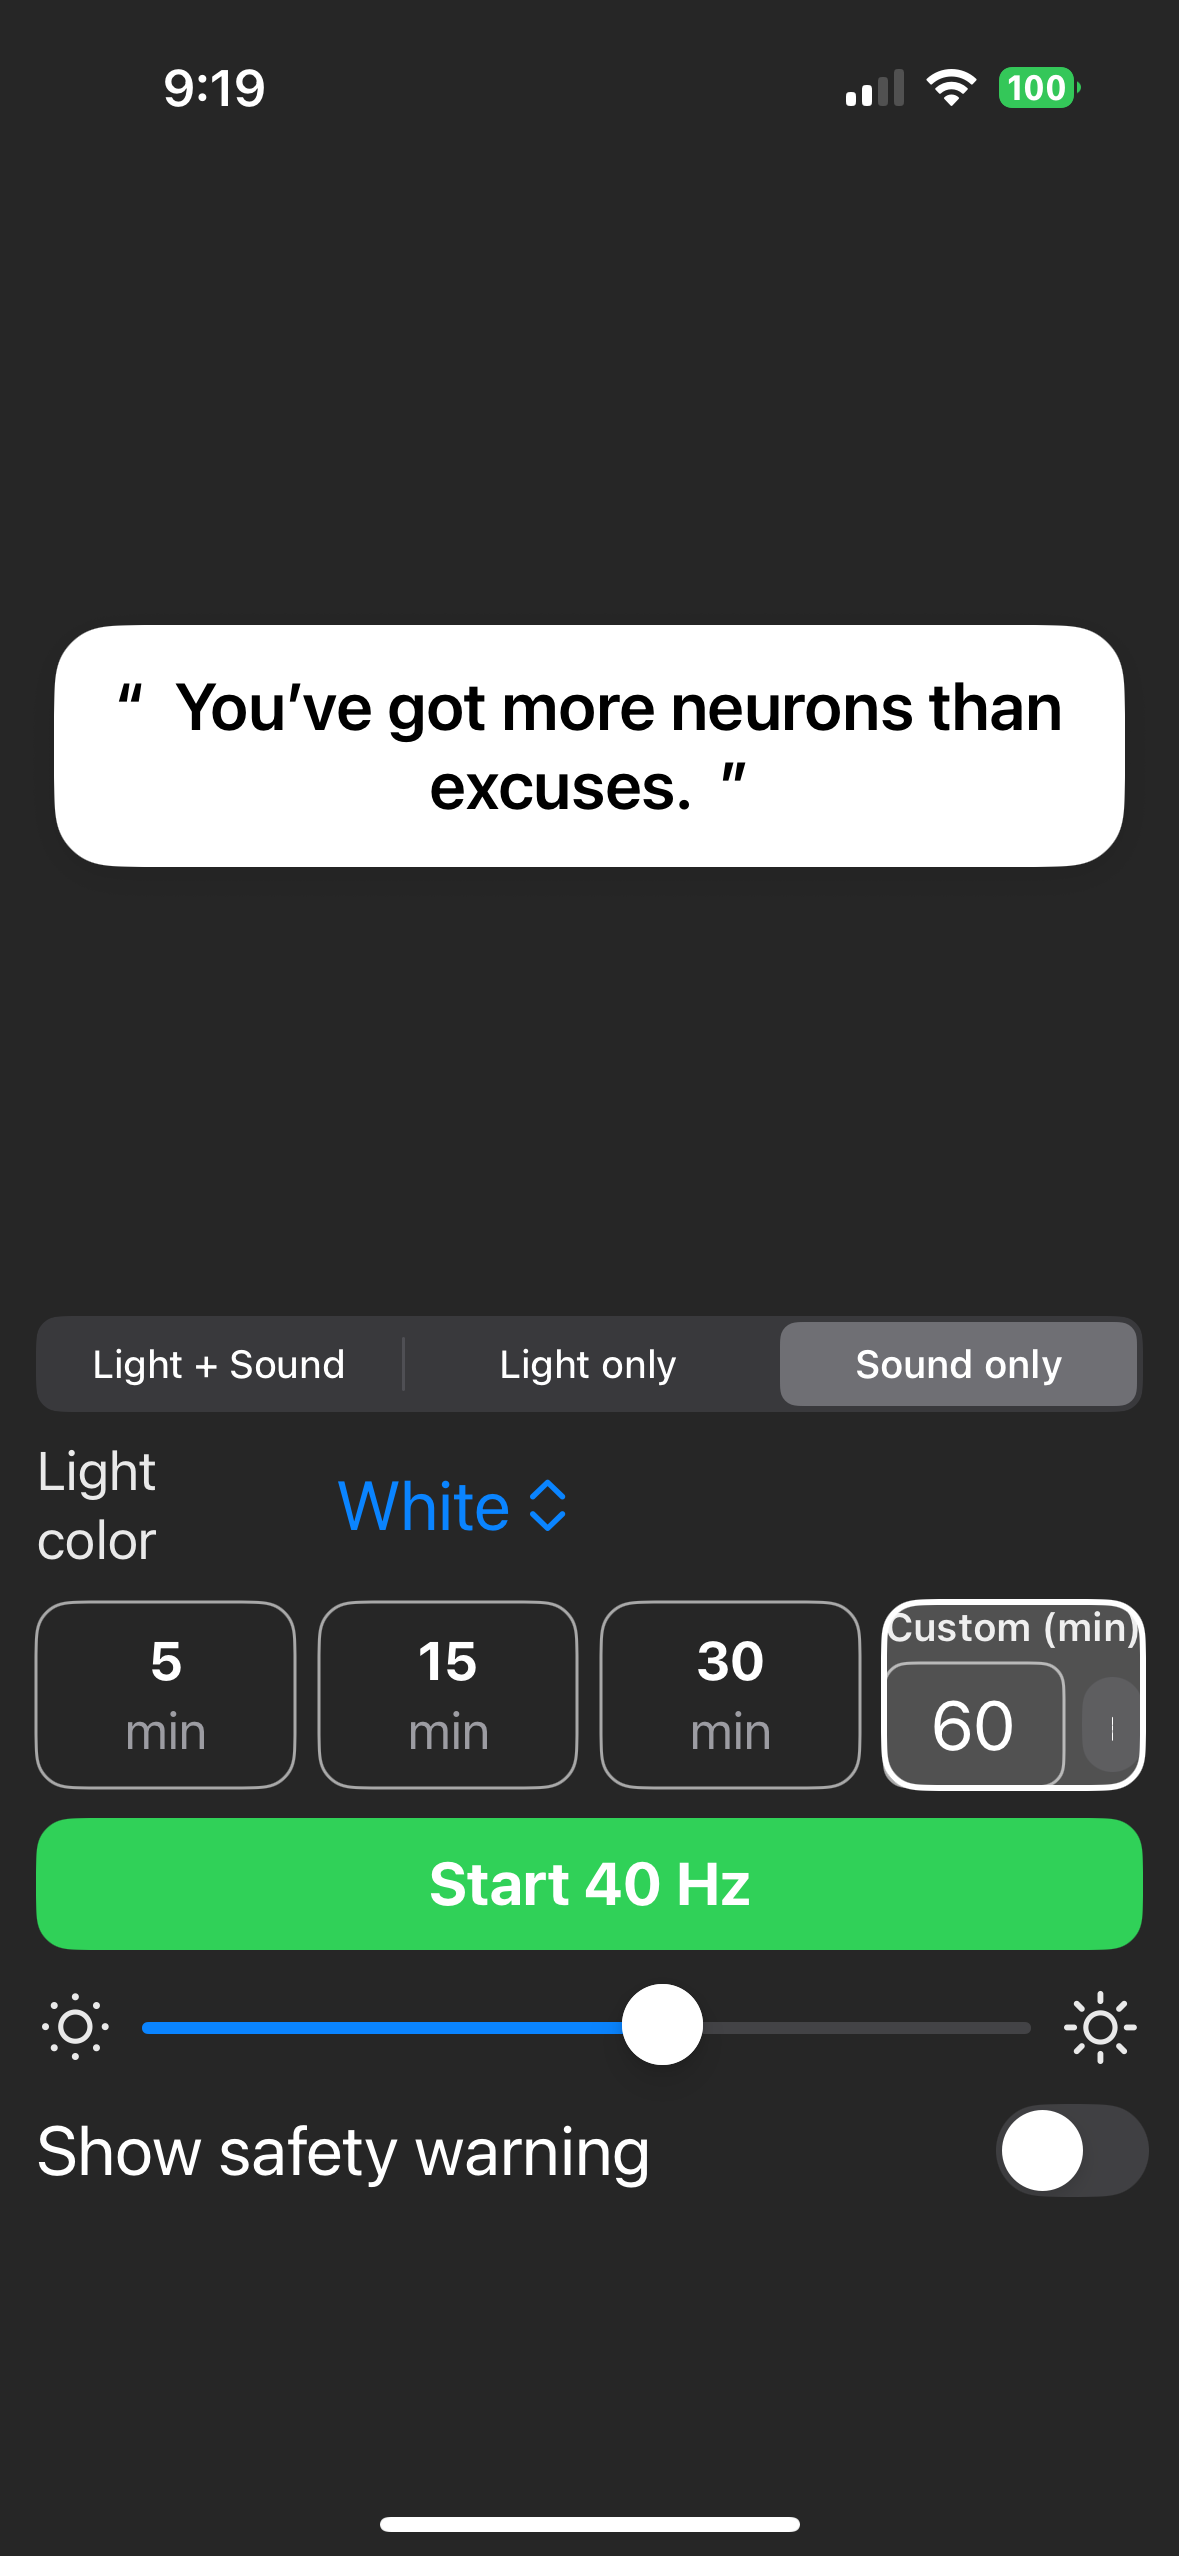 9:19
100
“ You’ve got more neurons than
excuses. ”
Light + Sound
Light only
Sound only
Light
color
White
5
min
15
min
30
min
Custom (min)
60
Start 40 Hz
Show safety warning